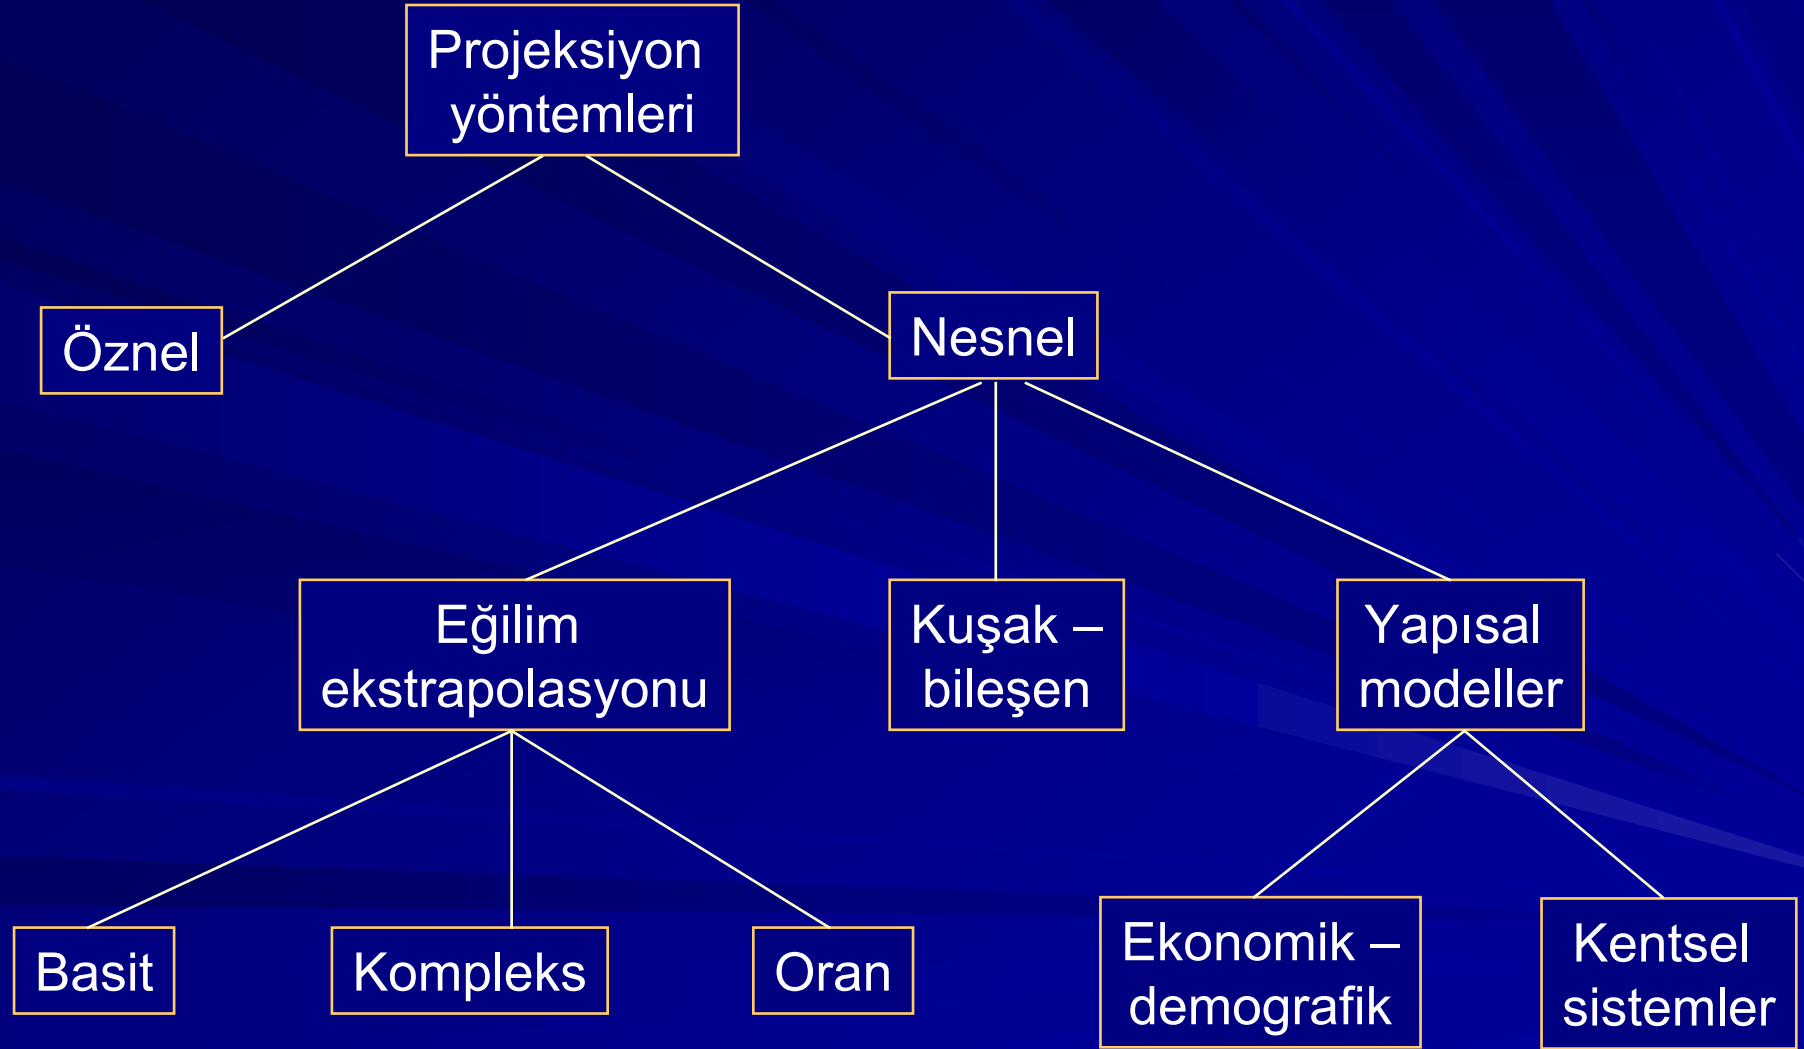 Projeksiyon
yöntemleri
Öznel
Nesnel
Eğilim
ekstrapolasyonu
Kuşak –
bileşen
Yapısal
modeller
Basit
Kompleks
Oran
Ekonomik –
demografik
Kentsel
sistemler